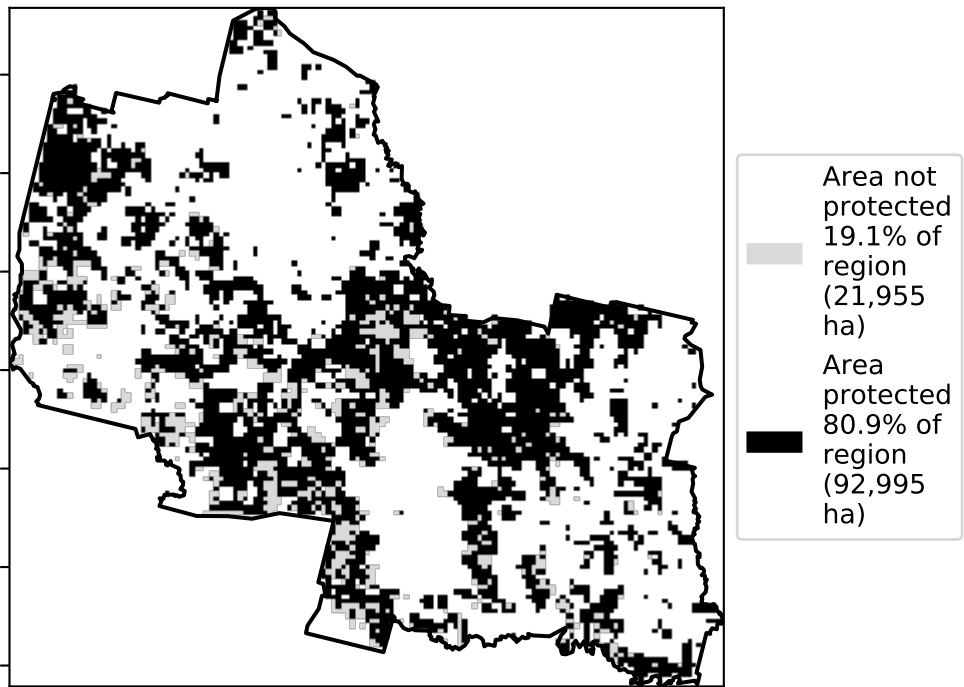 Area not
protected
19.1% of
region
(21,955
ha)
Area
protected
80.9% of
region
(92,995
ha)